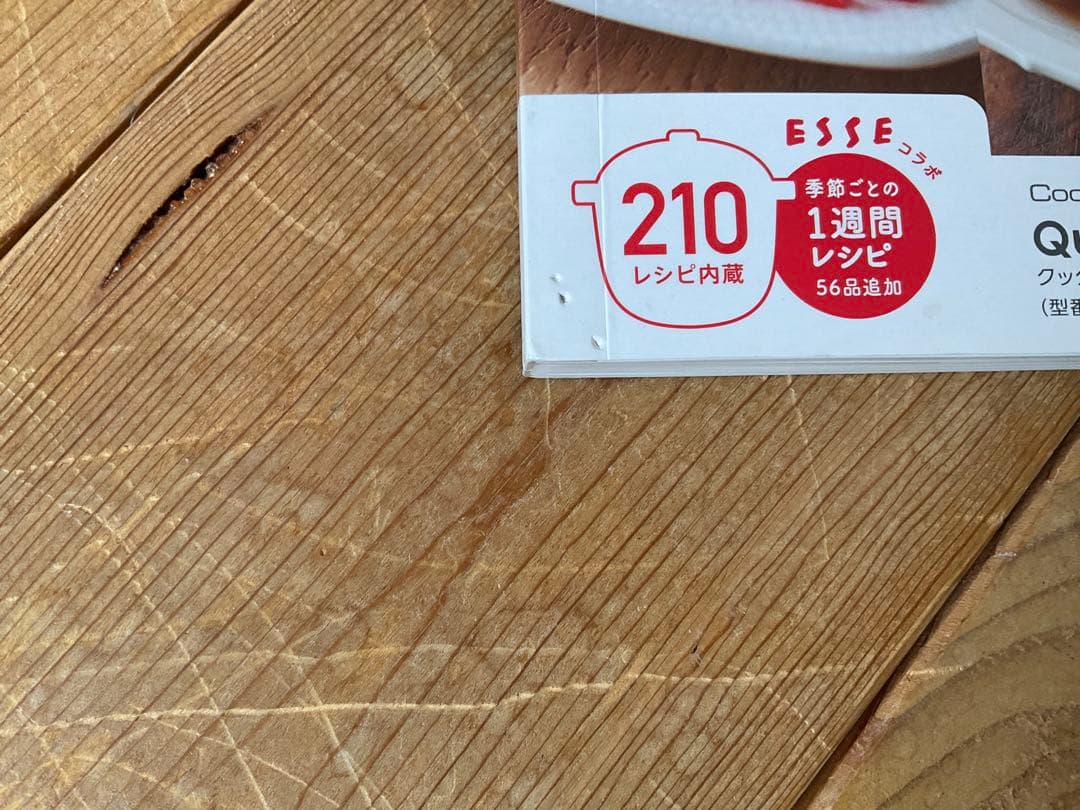 ESSE
コラボ
210
レシピ内蔵
季節ごとの
1週間
レシピ
56品追加
Coo
Qu
クック
(型番